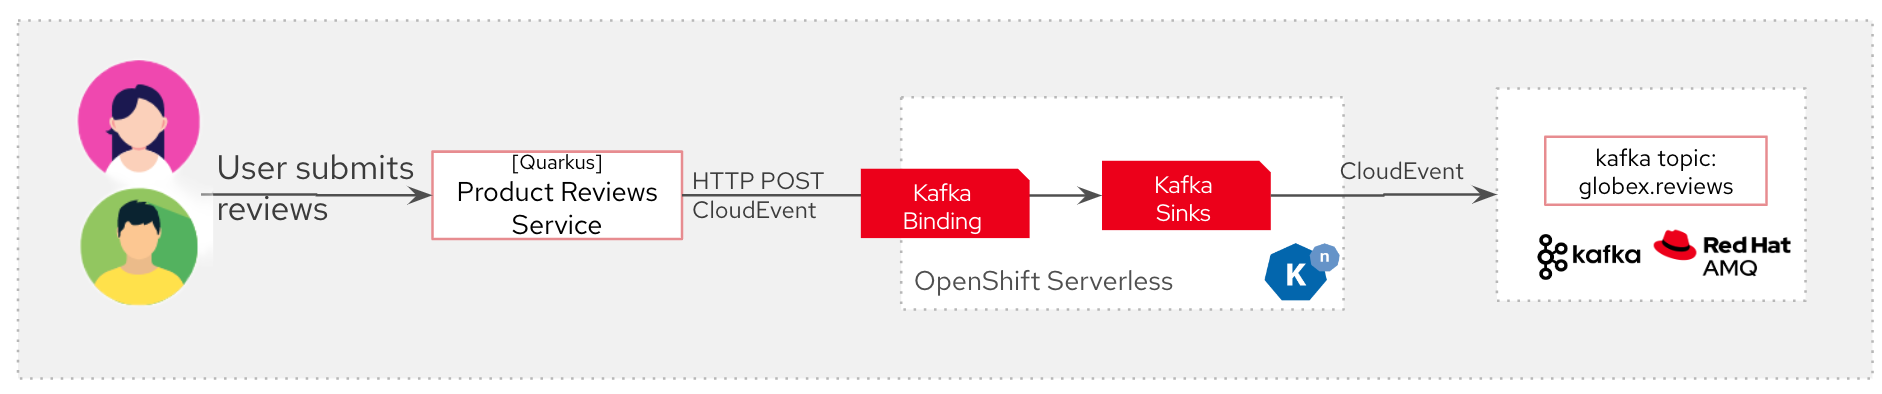 User submits
reviews
[Quarkus]
Product Reviews
Service
HTTP POST
CloudEvent
Kafka
Binding
Kafka
Sinks
OpenShift Serverless
K
n
CloudEvent
kafka topic:
globex.reviews
kafka
Red Hat
AMQ